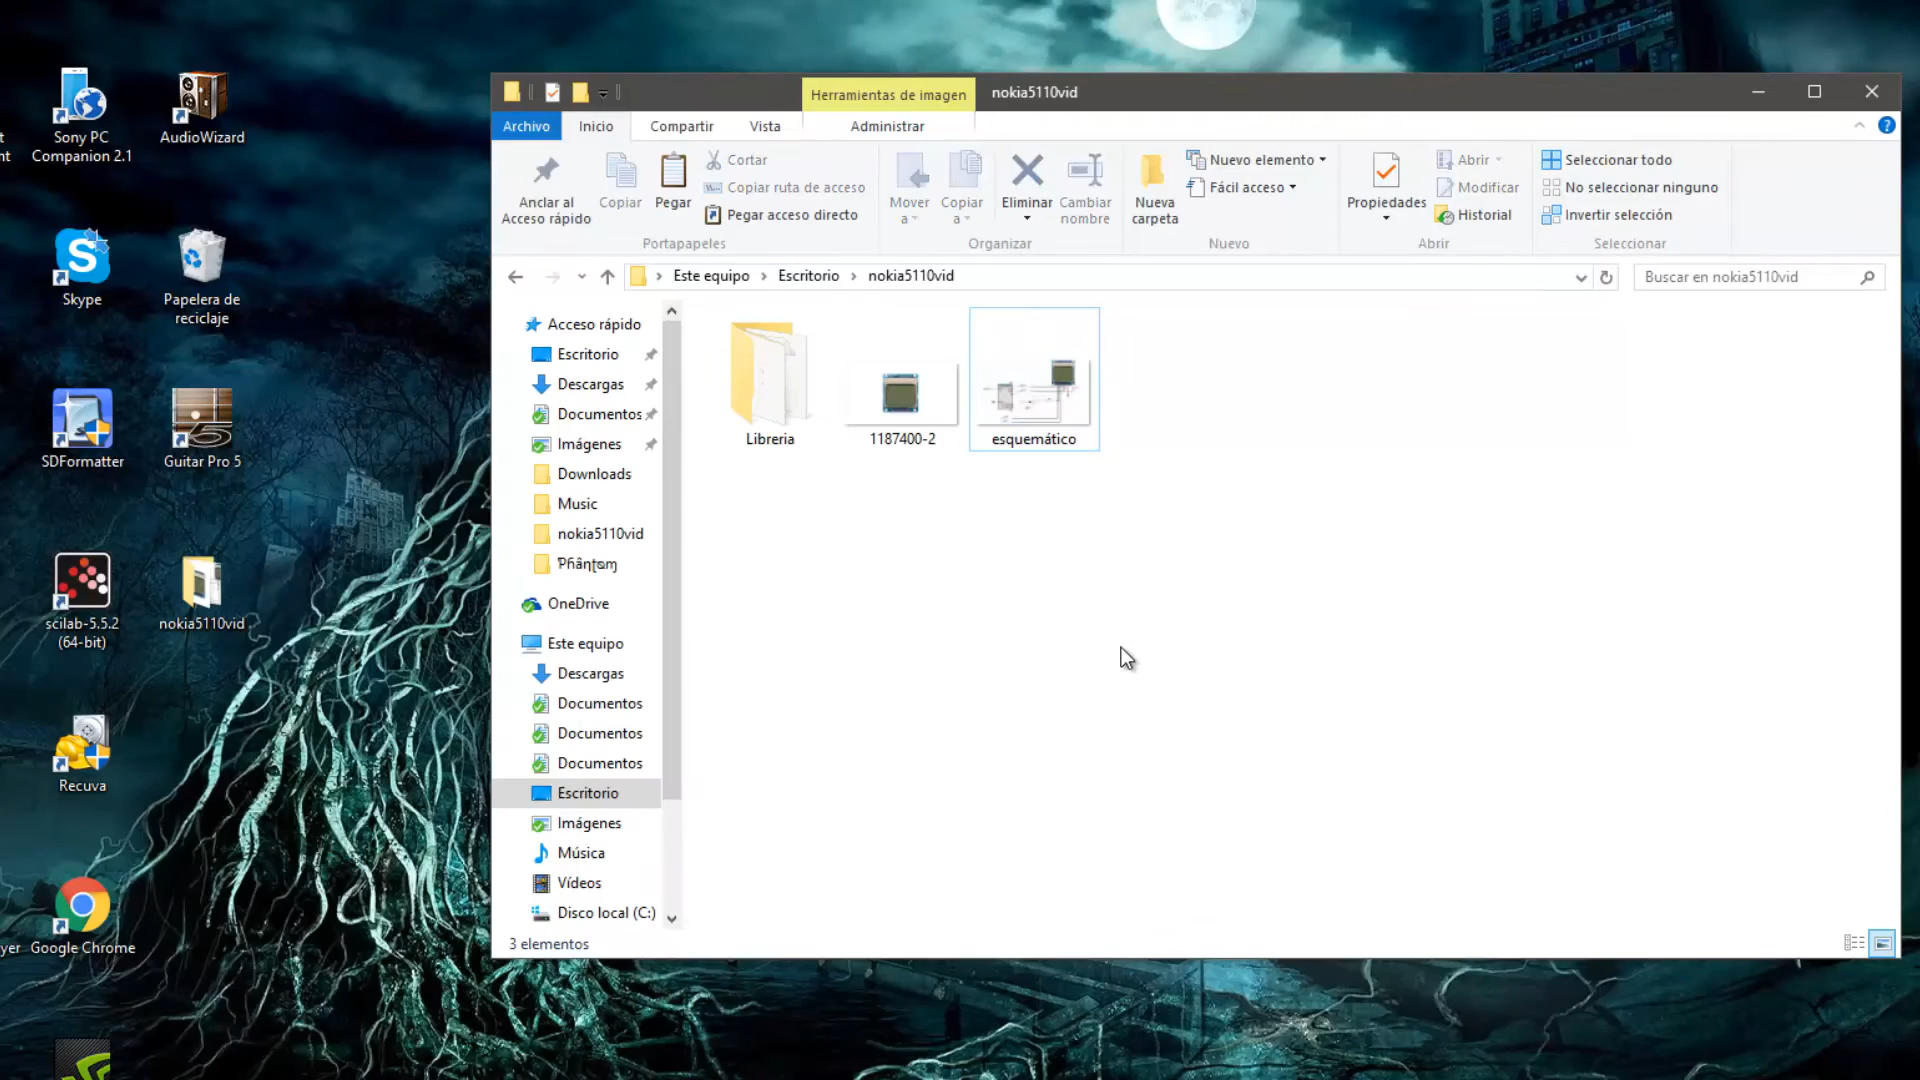 t
nt
Sony PC
Companion 2.1
AudioWizard
Skype
Papelera de
reciclaje
SDFormatter
Guitar Pro 5
scilab-5.5.2
(64-bit)
nokia5110vid
Recuva
yer
Google Chrome
Herramientas de imagen
nokia5110vid
Archivo
Inicio
Compartir
Vista
Administrar
Anclar al
Acceso rápido
Copiar
Pegar
Cortar
Copiar ruta de acceso
Pegar acceso directo
Portapapeles
Mover
a
Copiar
a
Eliminar
Cambiar
nombre
Organizar
Nueva
carpeta
Nuevo elemento
Fácil acceso
Nuevo
Propiedades
Abrir
Modificar
Historial
Abrir
Seleccionar todo
No seleccionar ninguno
Invertir selección
Seleccionar
Este equipo > Escritorio > nokia5110vid
Buscar en nokia5110vid
Acceso rápido
Escritorio
Descargas
Documentos
Imágenes
Downloads
Music
nokia5110vid
OneDrive
Este equipo
Descargas
Documentos
Documentos
Documentos
Escritorio
Imágenes
Música
Vídeos
Disco local (C:)
Libreria
1187400-2
esquemático
3 elementos